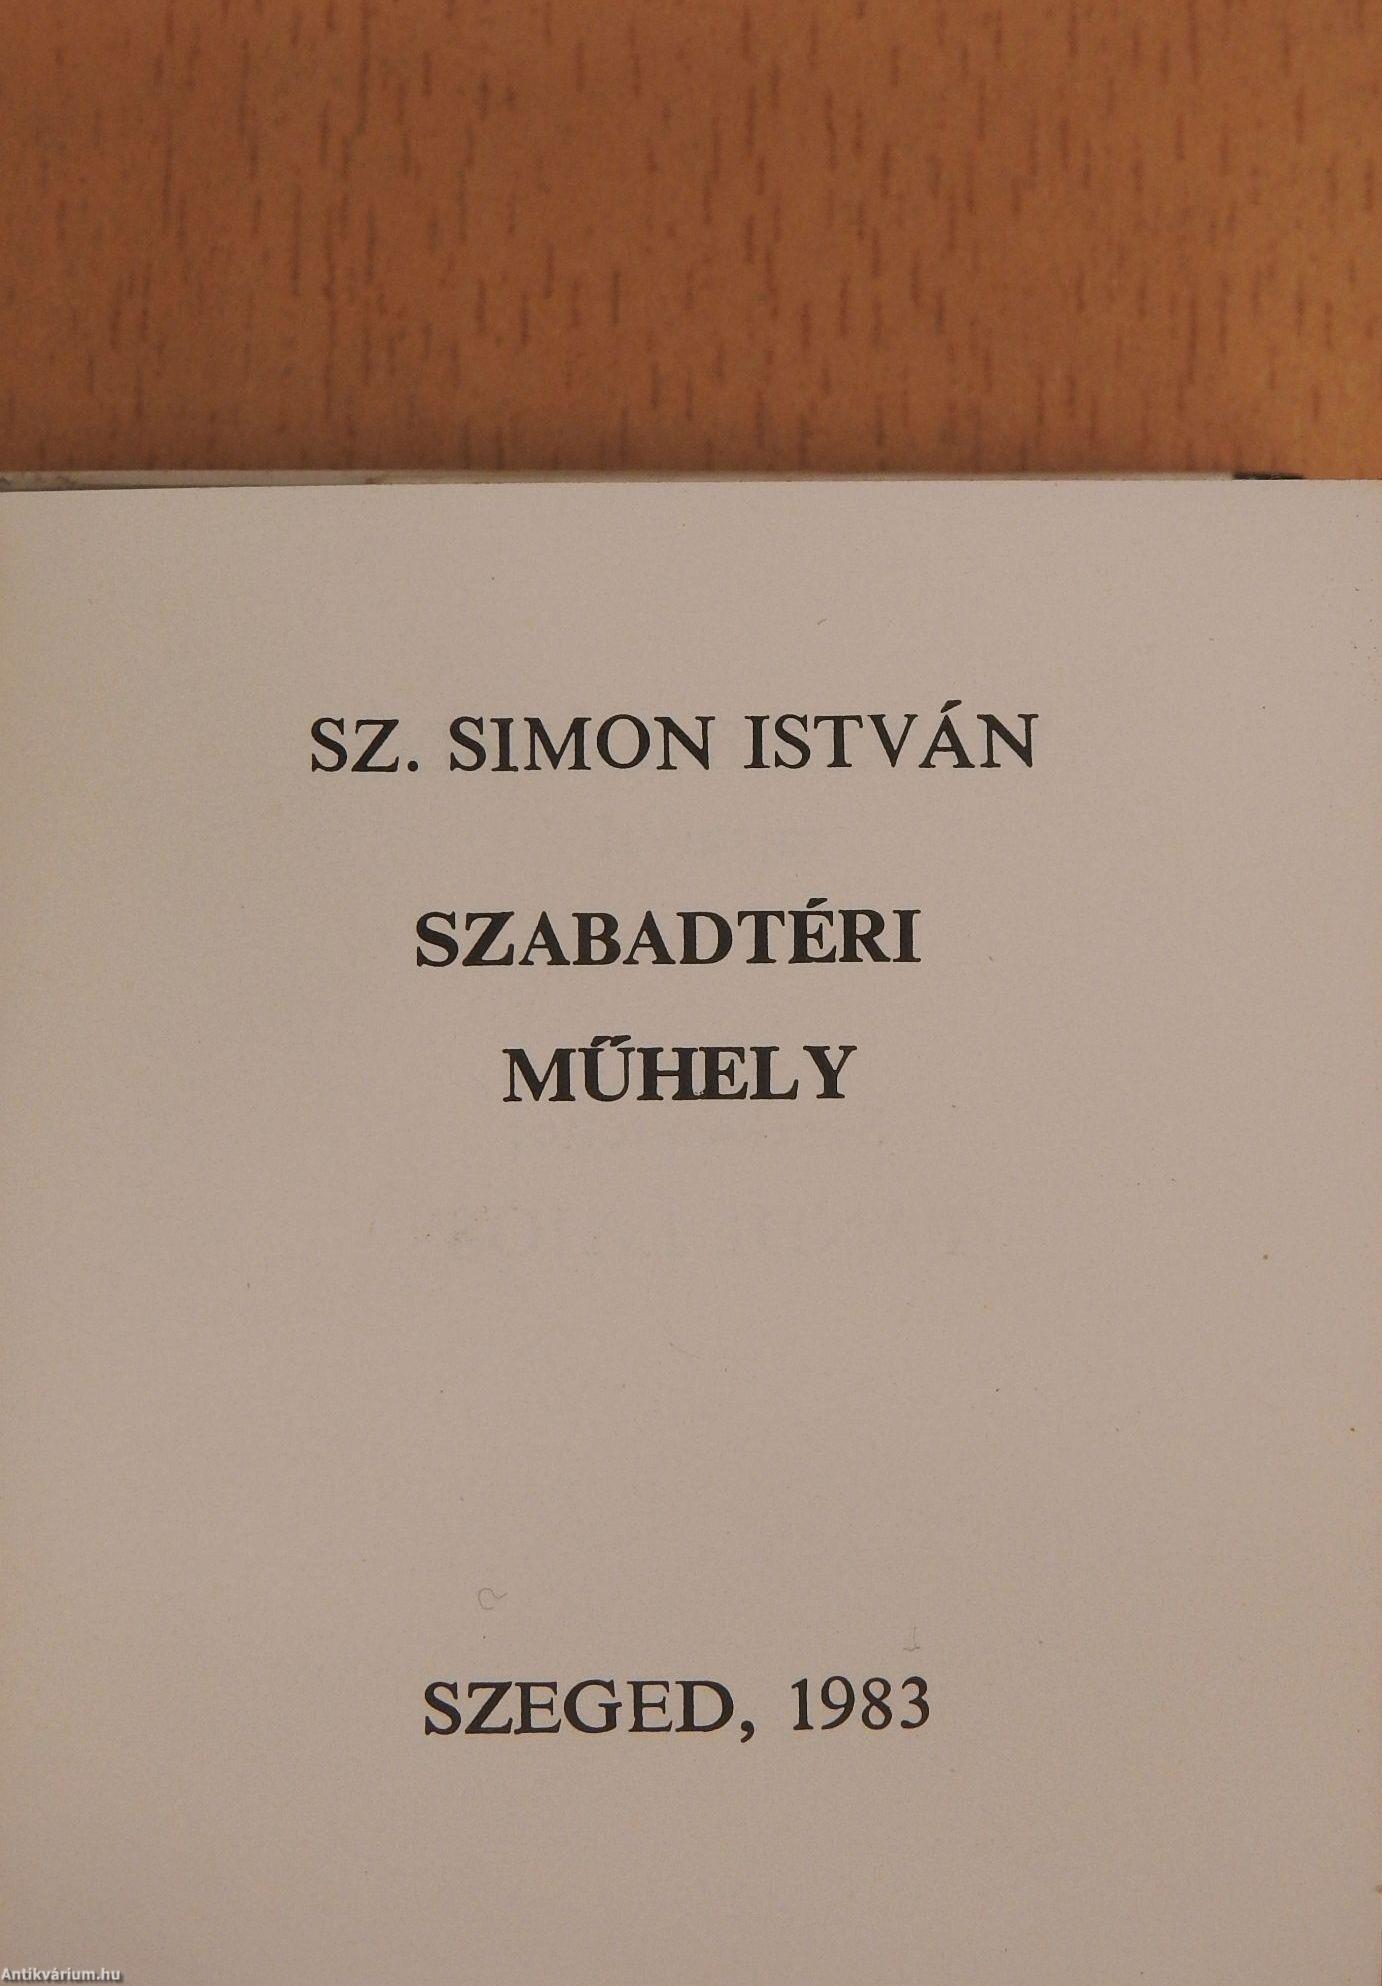 SZ. SIMON ISTVÁN
SZABADTÉRI
MŰHELY
SZEGED, 1983
Antikvárium.hu